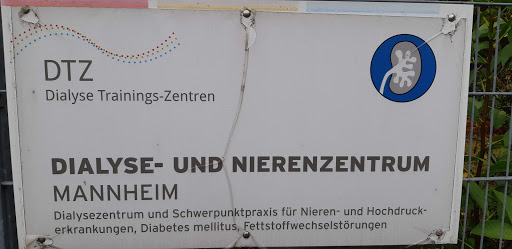 DTZ
Dialyse Trainings-Zentren
DIALYSE- UND NIERENZENTRUM
MANNHEIM
Dialysezentrum und Schwerpunktpraxis für Nieren- und Hochdruck-
erkrankungen, Diabetes mellitus, Fettstoffwechselstörungen